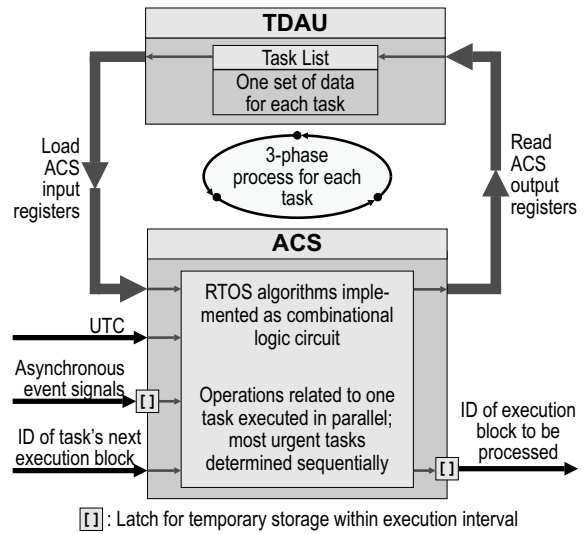 TDAU
Task List
One set of data
for each task
Load
ACS
input
registers
3-phase
process for each
task
Read
ACS
output
registers
ACS
RTOS algorithms imple-
mented as combinational
logic circuit
UTC
Asynchronous
event signals
[ ]
Operations related to one
task executed in parallel;
most urgent tasks
determined sequentially
ID of task's next
execution block
[ ]
ID of execution
block to be
processed
[ ] : Latch for temporary storage within execution interval